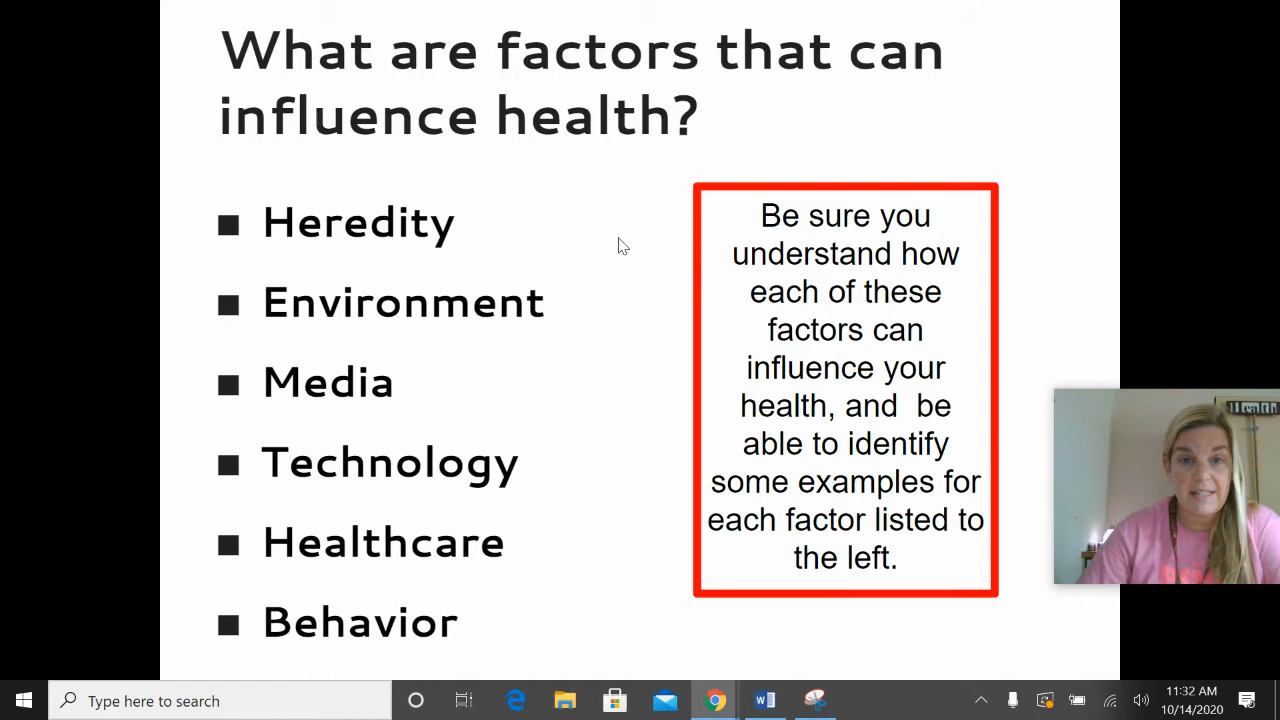 What are factors that can
influence health?
■ Heredity
■ Environment
■ Media
■ Technology
■ Healthcare
■ Behavior
Be sure you
understand how
each of these
factors can
influence your
health, and be
able to identify
some examples for
each factor listed to
the left.
Health
Type here to search
11:32 AM
10/14/2020